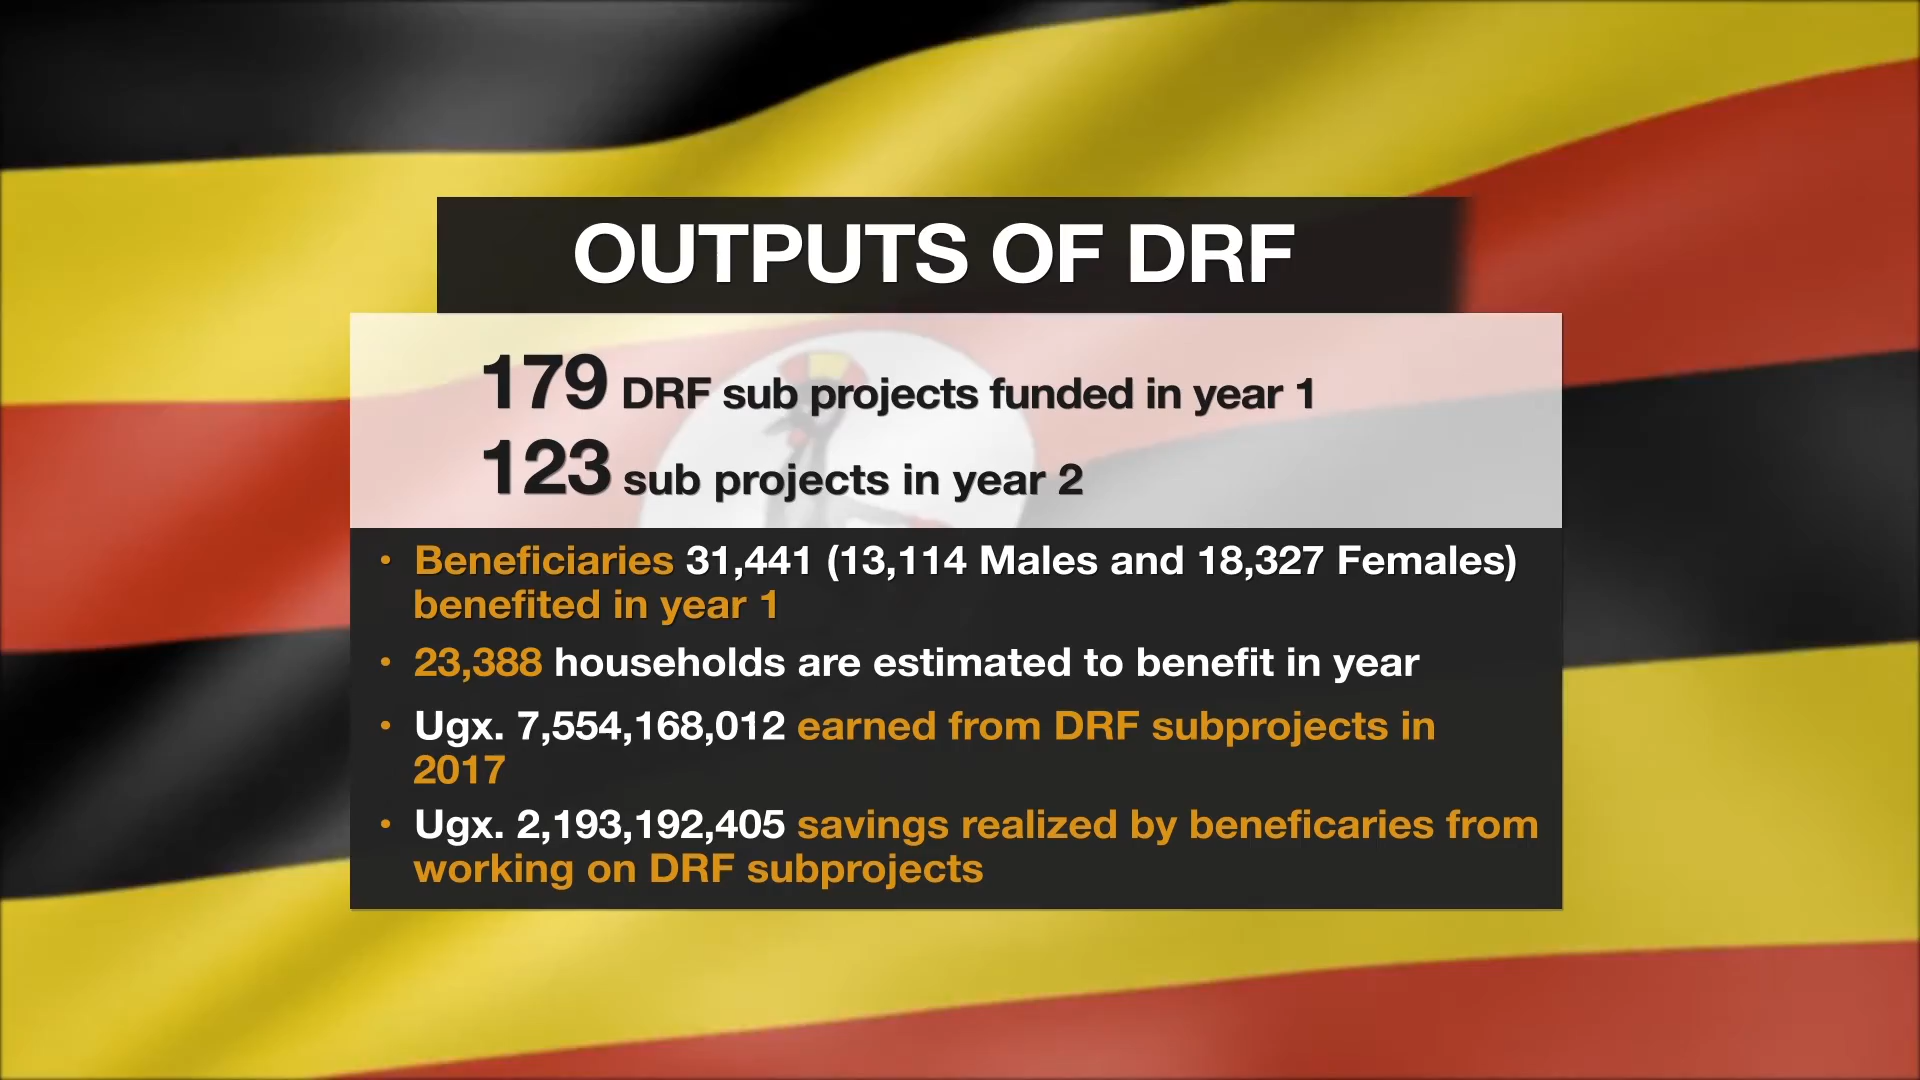 OUTPUTS OF DRF
179 DRF sub projects funded in year 1
123 sub projects in year 2
• Beneficiaries 31,441 (13,114 Males and 18,327 Females)
benefited in year 1
• 23,388 households are estimated to benefit in year
• Ugx. 7,554,168,012 earned from DRF subprojects in
2017
• Ugx. 2,193,192,405 savings realized by beneficaries from
working on DRF subprojects